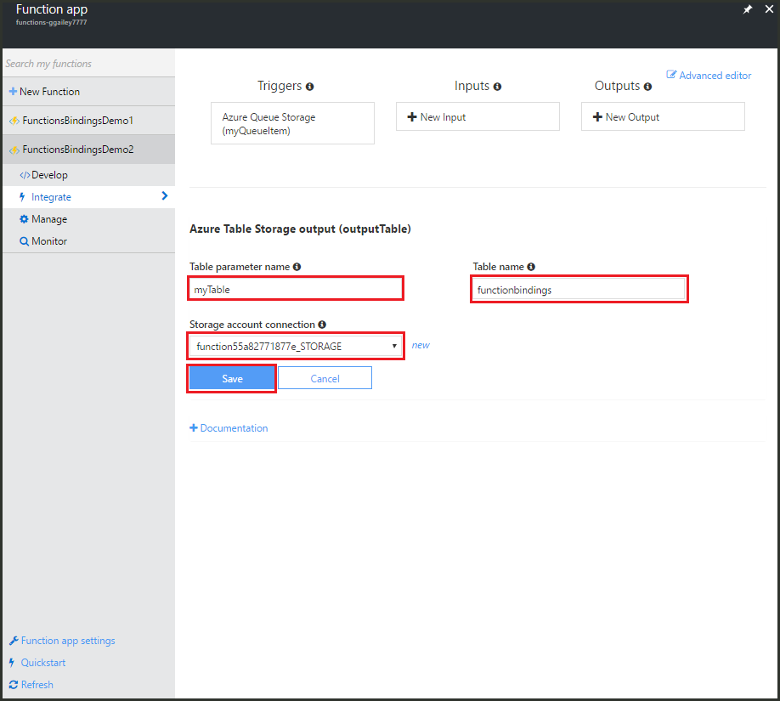 Function app
functions-ggailey7777
Search my functions
New Function
FunctionsBindingsDemo1
FunctionsBindingsDemo2
Develop
Integrate
Manage
Monitor
Function app settings
Quickstart
Refresh
Advanced editor
Triggers
Inputs
Outputs
Azure Queue Storage
(myQueueItem)
New Input
New Output
Azure Table Storage output (outputTable)
Table parameter name
Table name
myTable
functionbindings
Storage account connection
function55a82771877e_STORAGE
new
Save
Cancel
Documentation